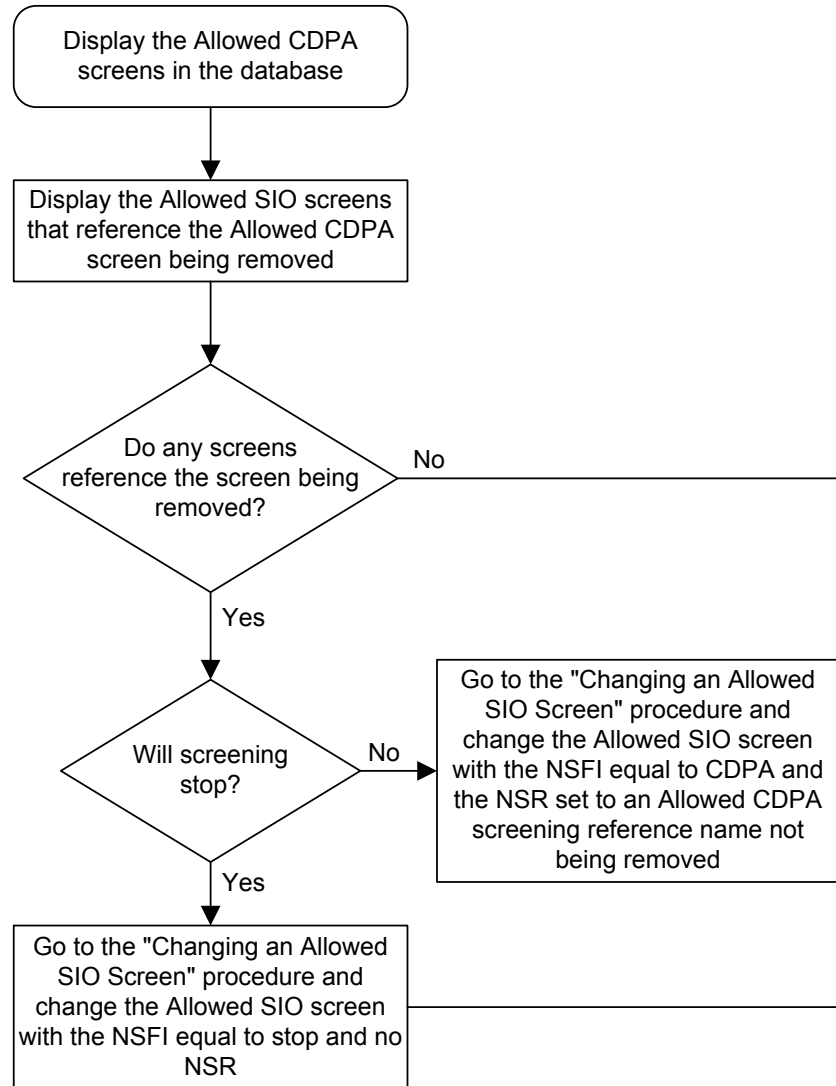 Display the Allowed CDPA
screens in the database
Display the Allowed SIO screens
that reference the Allowed CDPA
screen being removed
Do any screens
reference the screen being
removed?
No
Yes
Will screening
stop?
No
Go to the "Changing an Allowed
SIO Screen" procedure and
change the Allowed SIO screen
with the NSFI equal to CDPA and
the NSR set to an Allowed CDPA
screening reference name not
being removed
Yes
Go to the "Changing an Allowed
SIO Screen" procedure and
change the Allowed SIO screen
with the NSFI equal to stop and no
NSR